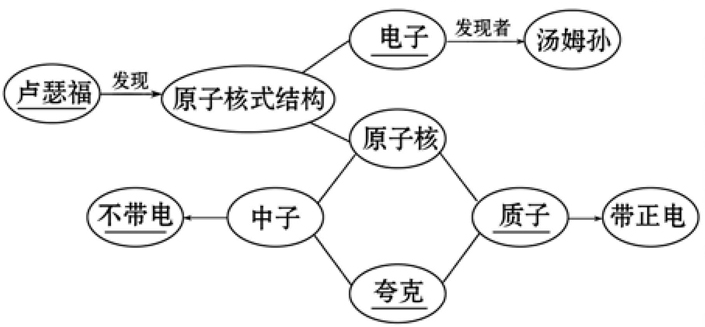 电子
发现者
汤姆孙
卢瑟福
发现
原子核式结构
原子核
不带电
中子
质子
带正电
夸克